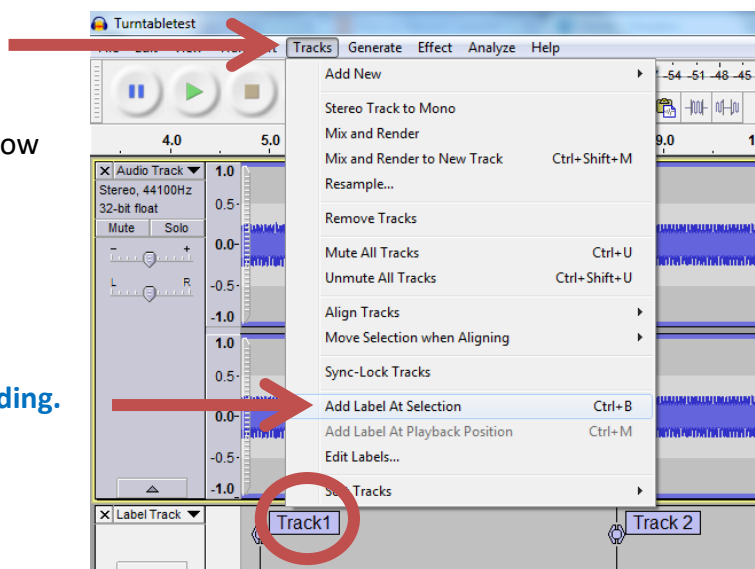 Turntabletest
Tracks Generate Effect Analyze Help
Add New
-54 -51 -48 -45
Stereo Track to Mono
ow
Mix and Render
4.0 5.0 9.0 1
Mix and Render to New Track Ctrl+Shift+M
Audio Track 1.0
Resample...
Stereo, 44100Hz
32-bit float 0.5
Remove Tracks
Mute Solo
0.0
Mute All Tracks Ctrl+U
- +
Unmute All Tracks Ctrl+Shift+U
L R -0.5
Align Tracks
-1.0
Move Selection when Aligning
1.0
Sync-Lock Tracks
0.5
ding.
Add Label At Selection Ctrl+B
0.0
Add Label At Playback Position Ctrl+M
-0.5
Edit Labels...
-1.0
Tracks
X Label Track
Track1 Track 2